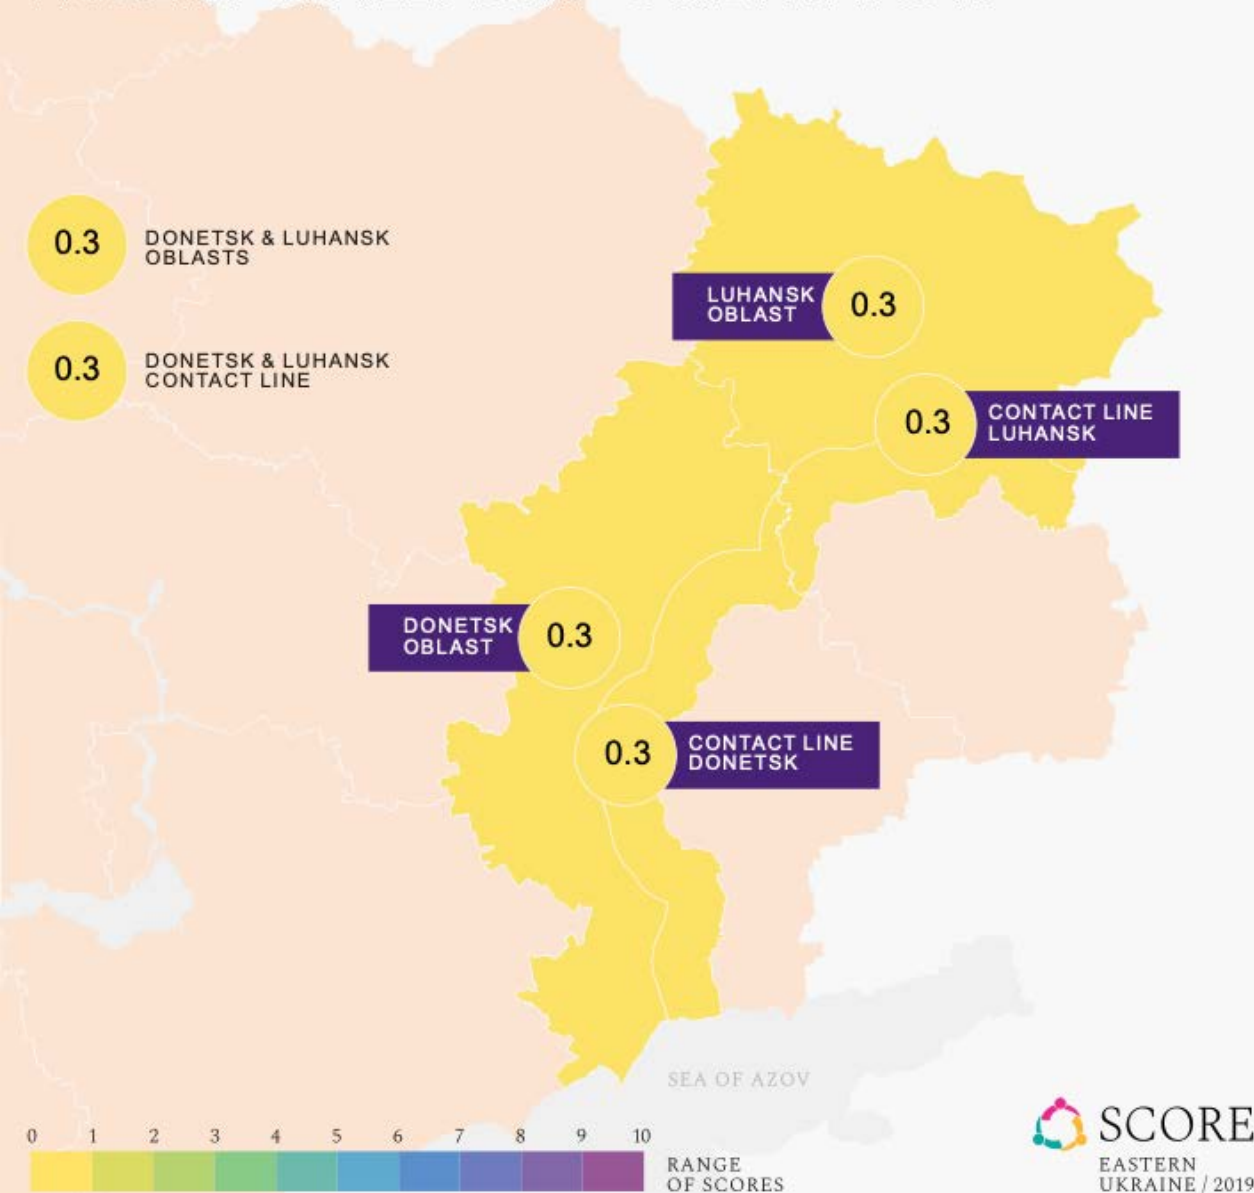 0.3
DONETSK & LUHANSK
OBLASTS
0.3
DONETSK & LUHANSK
CONTACT LINE
LUHANSK
OBLAST
0.3
0.3
CONTACT LINE
LUHANSK
DONETSK
OBLAST
0.3
0.3
CONTACT LINE
DONETSK
SEA OF AZOV
0 1 2 3 4 5 6 7 8 9 10
RANGE
OF SCORES
SCORE
EASTERN
UKRAINE / 2019